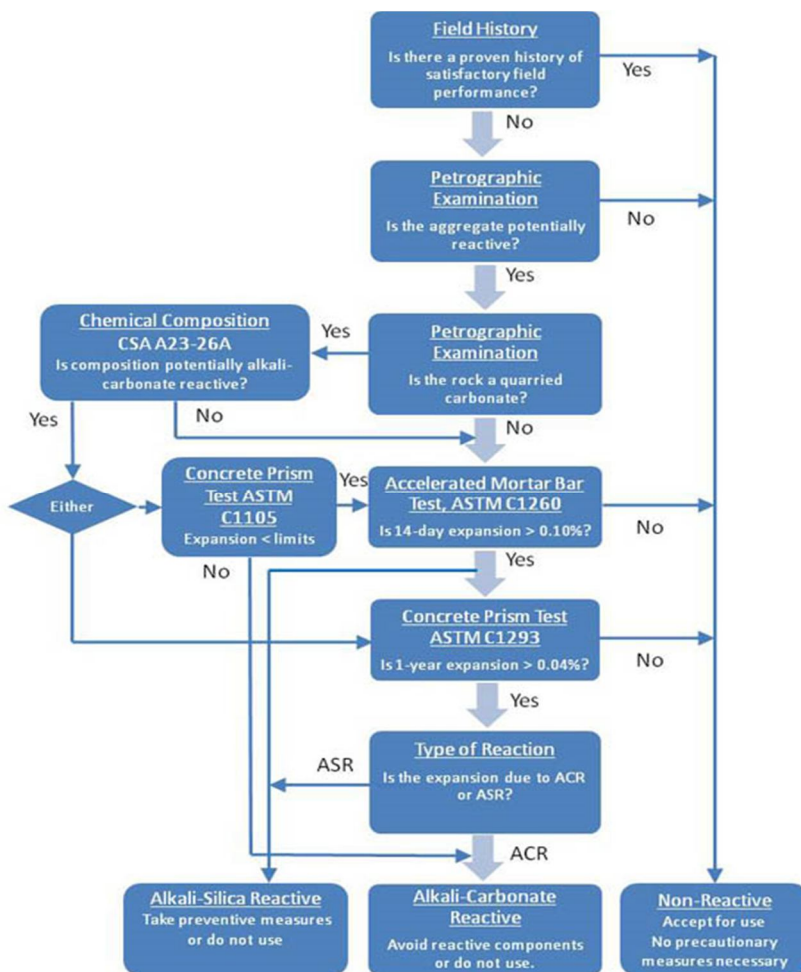 Field History
Is there a proven history of
satisfactory field
performance?
Yes
No
Petrographic
Examination
Is the aggregate potentially
reactive?
No
Yes
Chemical Composition
CSA A23-26A
Is composition potentially alkali-
carbonate reactive?
Yes
Petrographic
Examination
Is the rock a quarried
carbonate?
Yes
No
No
Either
Concrete Prism
Test ASTM
C1105
Expansion < limits
Yes
Accelerated Mortar Bar
Test, ASTM C1260
Is 14-day expansion > 0.10%?
No
No
Yes
Concrete Prism Test
ASTM C1293
Is 1-year expansion > 0.04%?
No
Yes
Type of Reaction
Is the expansion due to ACR
or ASR?
ASR
ACR
Alkali-Silica Reactive
Take preventive measures
or do not use
Alkali-Carbonate
Reactive
Avoid reactive components
or do not use.
Non-Reactive
Accept for use
No precautionary
measures necessary